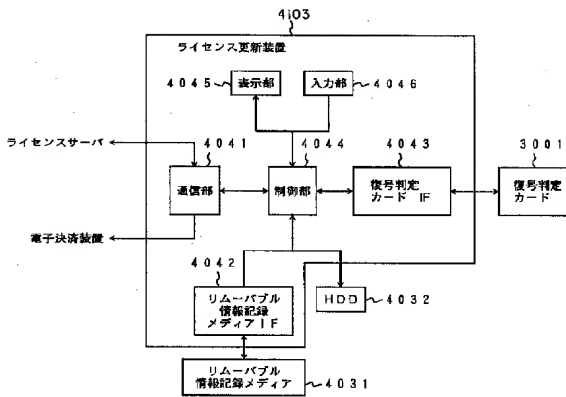 4103
ライセンス更新装置
4045
表示部
入力部
4046
ライセンスサーバ
4041
4044
4043
3001
通信部
制御部
復号判定
カード IF
復号判定
カード
電子決済装置
4042
リムーバブル
情報記録
メディアIF
HDD
4032
リムーバブル
情報記録メディア
4031